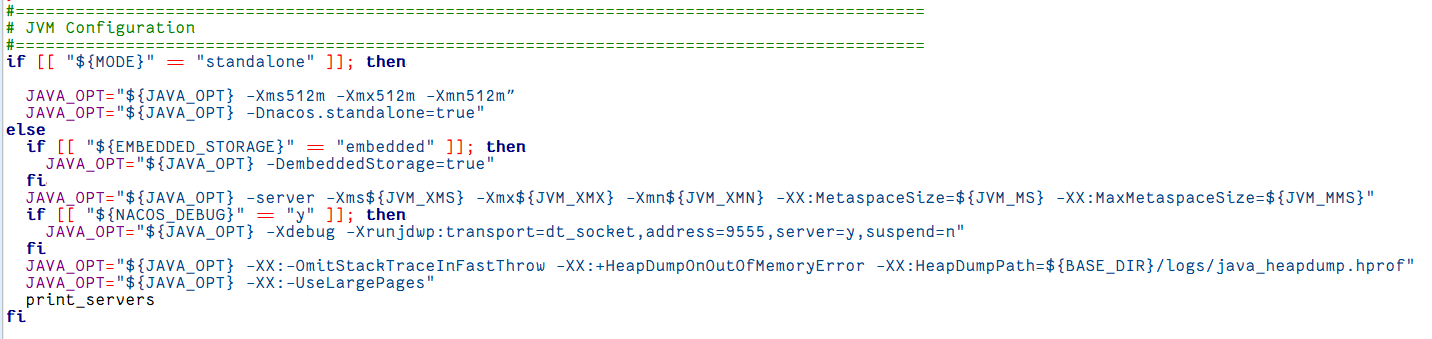 #===========================================================================================
# JVM Configuration
#===========================================================================================
if [[ "${MODE}" == "standalone" ]]; then
  JAVA_OPT="${JAVA_OPT} -Xms512m -Xmx512m -Xmn512m”
  JAVA_OPT="${JAVA_OPT} -Dnacos.standalone=true"
else
  if [[ "${EMBEDDED_STORAGE}" == "embedded" ]]; then
    JAVA_OPT="${JAVA_OPT} -DembeddedStorage=true"
  fi
  JAVA_OPT="${JAVA_OPT} -server -Xms${JVM_XMS} -Xmx${JVM_XMX} -Xmn${JVM_XMN} -XX:MetaspaceSize=${JVM_MS} -XX:MaxMetaspaceSize=${JVM_MMS}"
  if [[ "${NACOS_DEBUG}" == "y" ]]; then
    JAVA_OPT="${JAVA_OPT} -Xdebug -Xrunjdwp:transport=dt_socket,address=9555,server=y,suspend=n"
  fi
  JAVA_OPT="${JAVA_OPT} -XX:-OmitStackTraceInFastThrow -XX:+HeapDumpOnOutOfMemoryError -XX:HeapDumpPath=${BASE_DIR}/logs/java_heapdump.hprof"
  JAVA_OPT="${JAVA_OPT} -XX:-UseLargePages"
  print_servers
fi